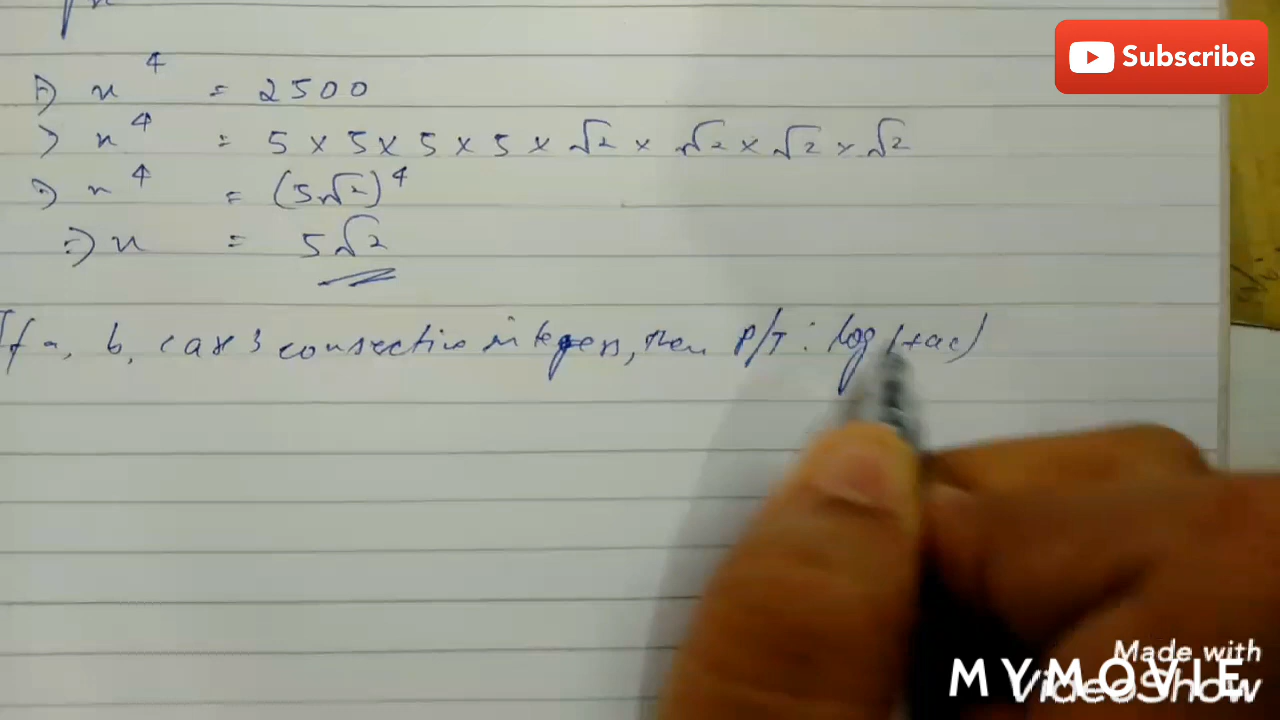 Subscribe
⇒) x⁴ = 2500
⇒ x⁴ = 5 × 5 × 5 × 5 × √2 × √2 × √2 × √2
⇒ x⁴ = (5√2)⁴
⇒) x = 5√2
If a, b, c are 3 consective integers, then P/T: log (1+ac)
Made with
MYMOVIE
VideoShow